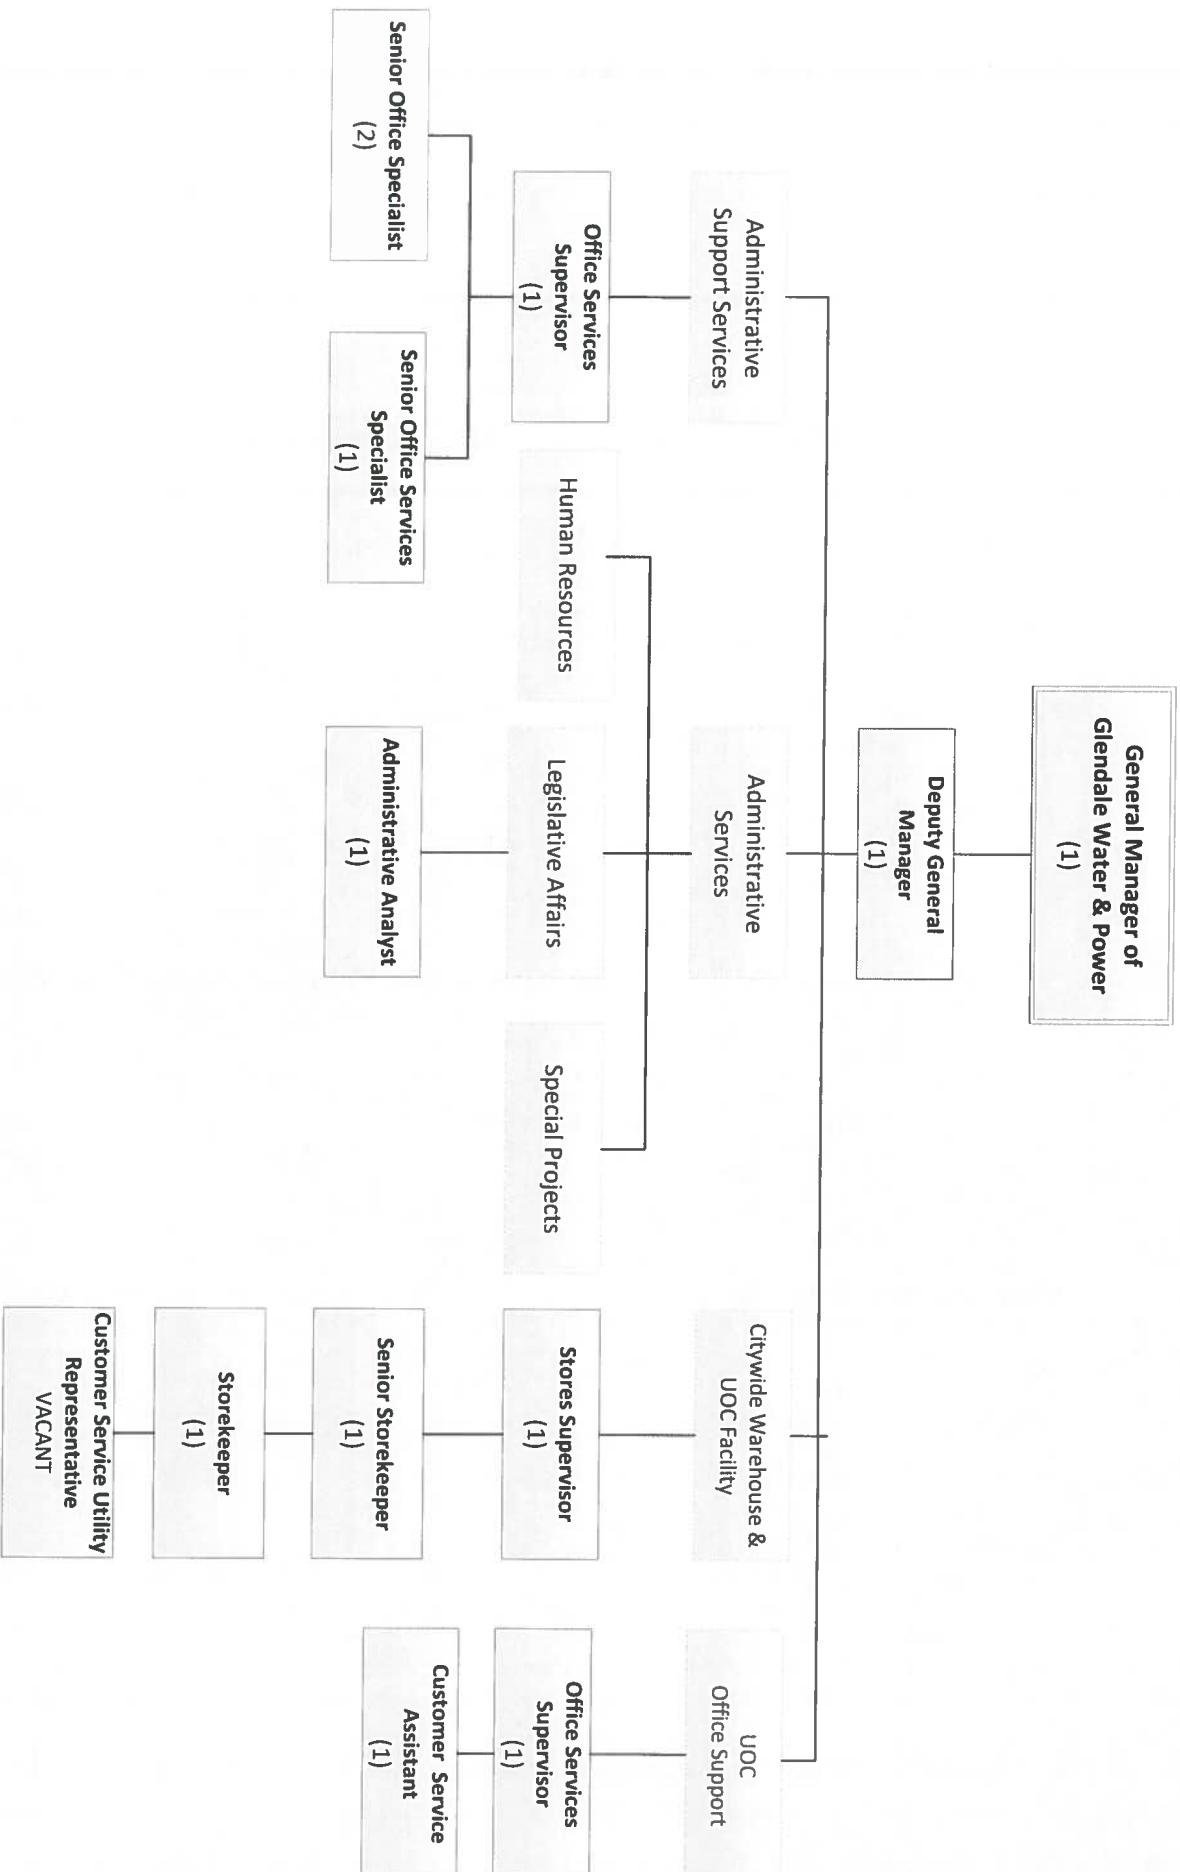 General Manager of
Glendale Water & Power
(1)
Deputy General
Manager
(1)
Administrative
Support Services
Administrative
Services
Citywide Warehouse &
UOC Facility
UOC
Office Support
Office Services
Supervisor
(1)
Human Resources
Legislative Affairs
Special Projects
Stores Supervisor
(1)
Office Services
Supervisor
(1)
Senior Office Specialist
(2)
Senior Office Services
Specialist
(1)
Administrative Analyst
(1)
Senior Storekeeper
(1)
Customer Service
Assistant
(1)
Storekeeper
(1)
Customer Service Utility
Representative
VACANT